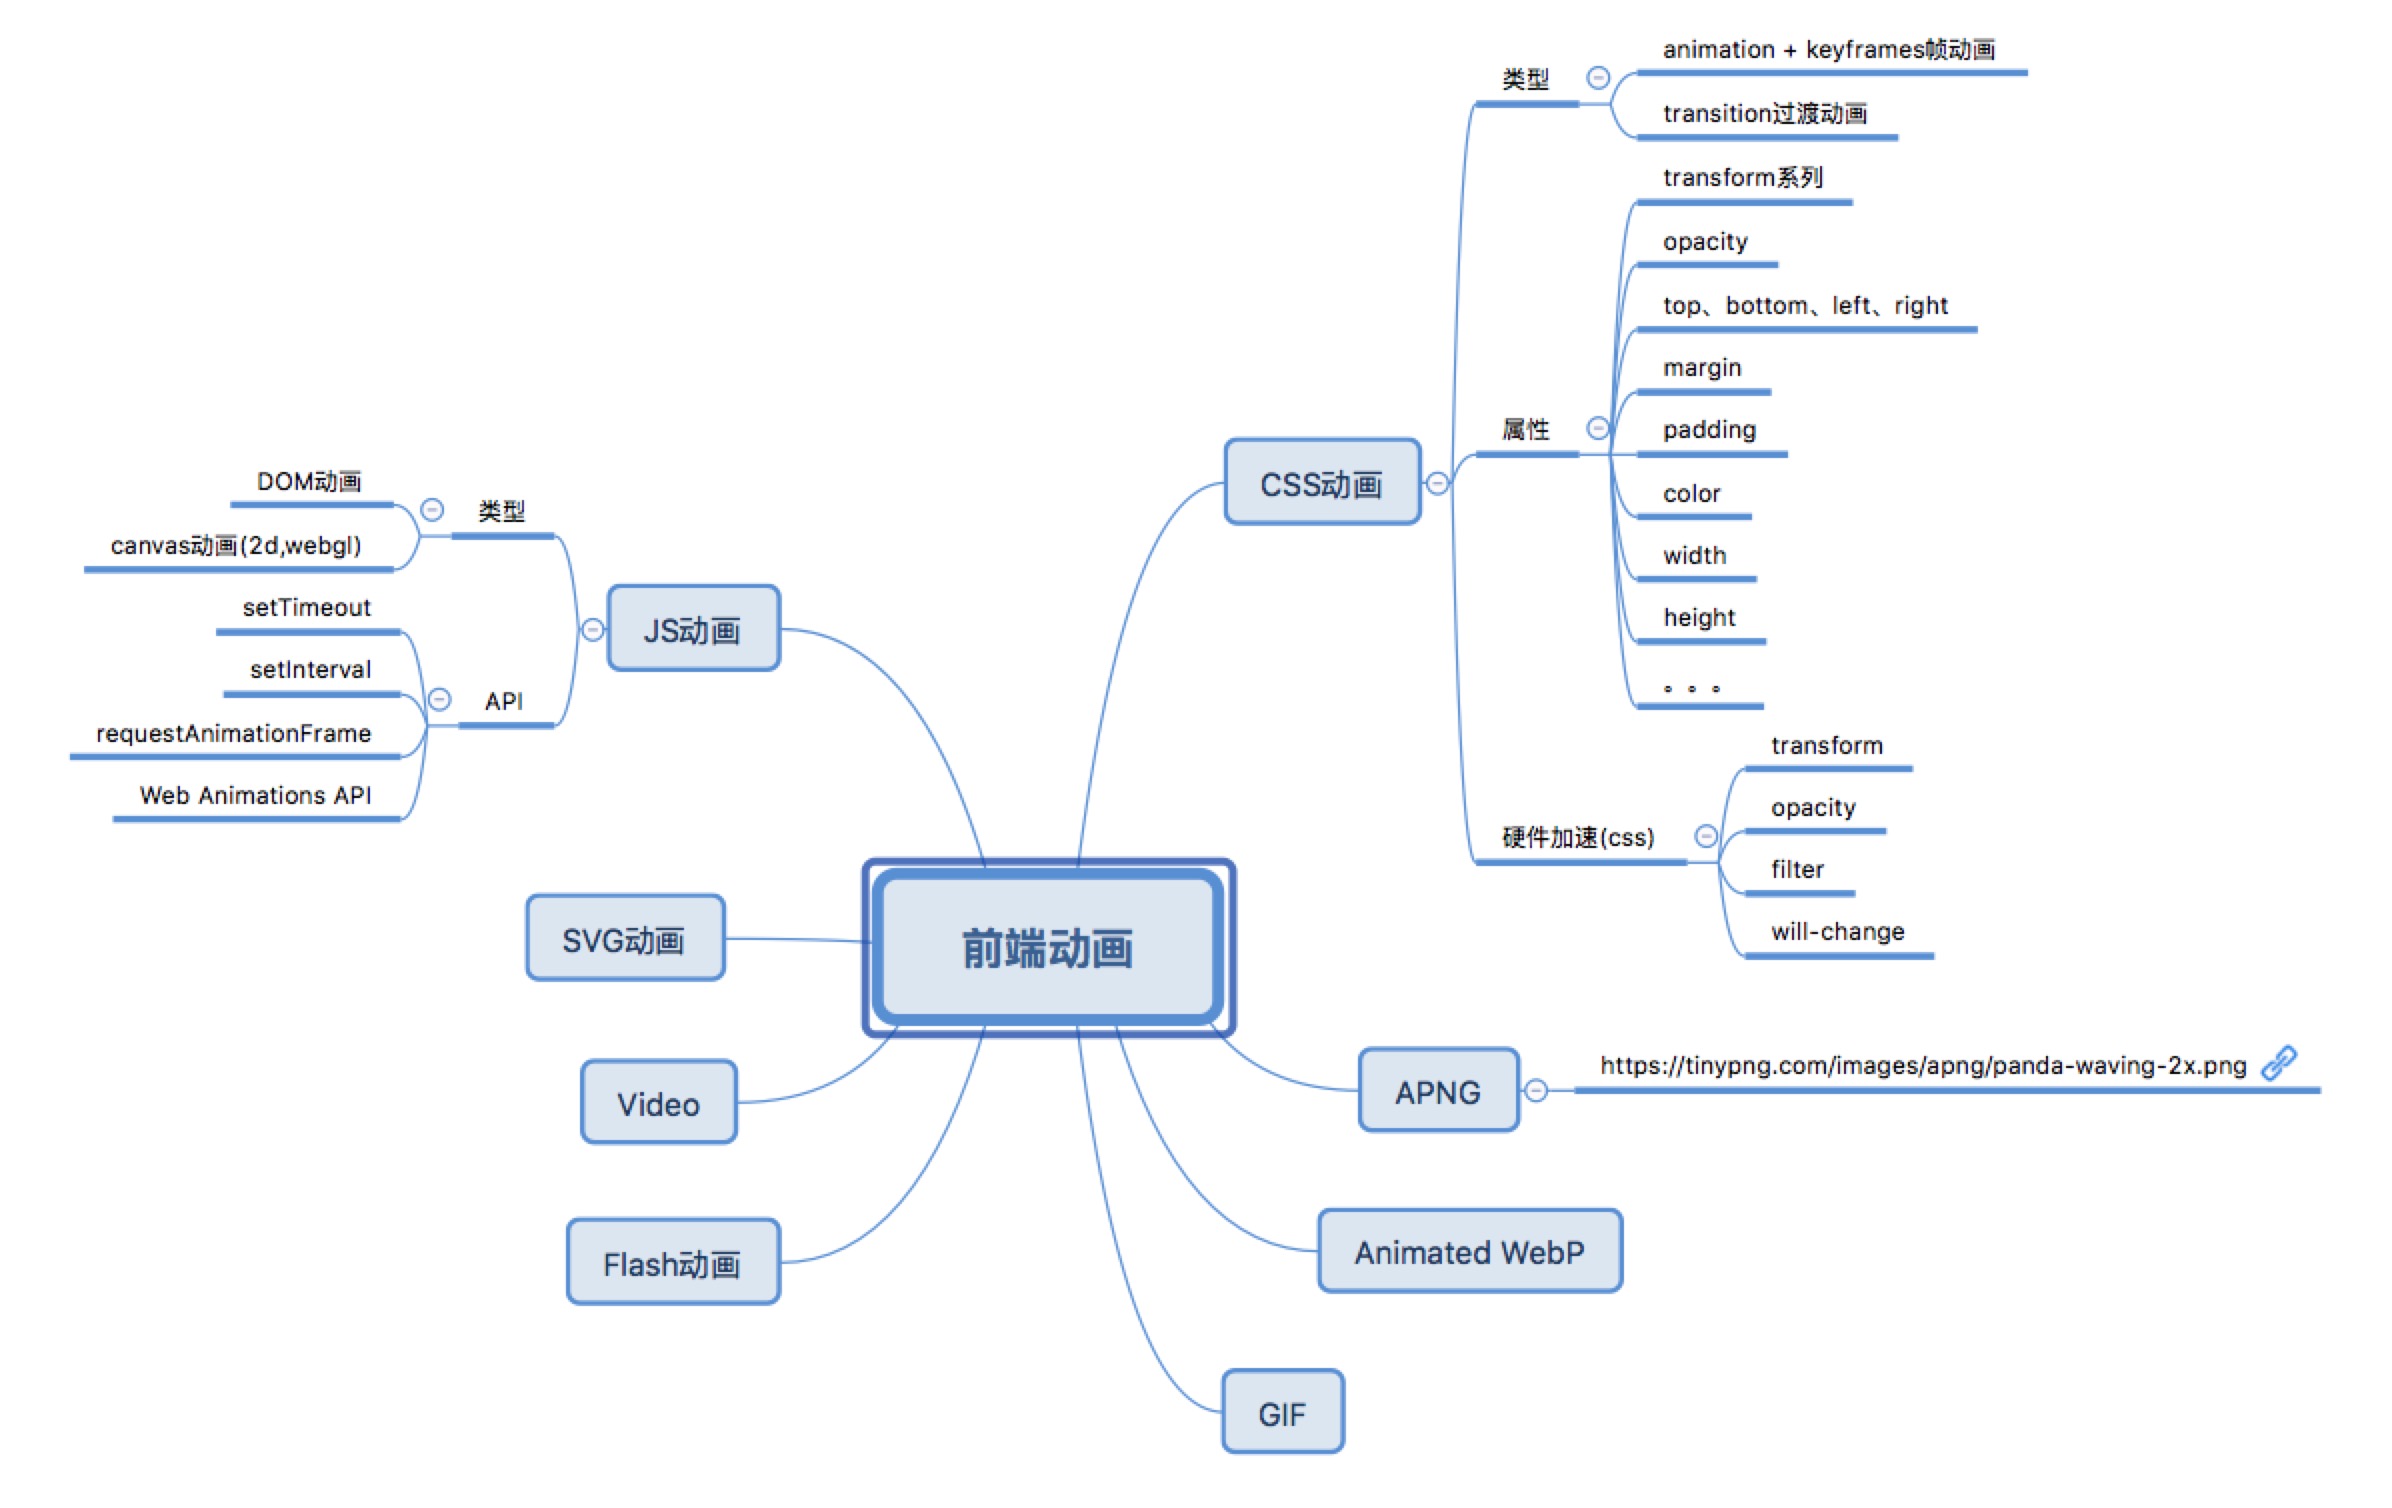 前端动画
CSS动画
类型
animation + keyframes帧动画
transition过渡动画
属性
transform系列
opacity
top、bottom、left、right
margin
padding
color
width
height
。。。
硬件加速(css)
transform
opacity
filter
will-change
APNG
https://tinypng.com/images/apng/panda-waving-2x.png
Animated WebP
GIF
JS动画
类型
DOM动画
canvas动画(2d,webgl)
API
setTimeout
setInterval
requestAnimationFrame
Web Animations API
SVG动画
Video
Flash动画